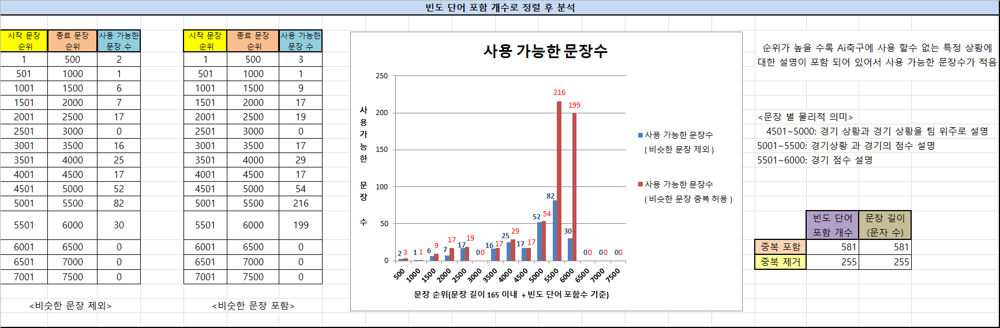 빈도 단어 포함 개수로 정렬 후 분석
시작 문장 종료 문장 사용 가능한
순위 순위 문장 수
1 500 2
501 1000 1
1001 1500 6
1501 2000 7
2001 2500 17
2501 3000 0
3001 3500 16
3501 4000 25
4001 4500 17
4501 5000 52
5001 5500 82
5501 6000 30
6001 6500 0
6501 7000 0
7001 7500 0
<비슷한 문장 제외>
시작 문장 종료 문장 사용 가능한
순위 순위 문장 수
1 500 3
501 1000 1
1001 1500 9
1501 2000 17
2001 2500 19
2501 3000 0
3001 3500 17
3501 4000 29
4001 4500 17
4501 5000 54
5001 5500 216
5501 6000 199
6001 6500 0
6501 7000 0
7001 7500 0
<비슷한 문장 포함>
사용 가능한 문장수
사용가능한 문장 수
250
200
150
100
50
0
2 3 1 1 6 9 7 17 17 19 0 0 16 17 25 29 17 17 52 54 82 216 30 199 0 0 0 0 0 0
500 1000 1500 2000 2500 3000 3500 4000 4500 5000 5500 6000 6500 7000 7500
문장 순위(문장 길이 165 이내 + 빈도 단어 포함수 기준)
사용 가능한 문장수
( 비슷한 문장 제외 )
사용 가능한 문장수
( 비슷한 문장 중복 허용 )
순위가 높을 수록 Ai축구에 사용 할수 없는 특정 상황에
대한 설명이 포함 되어 있어서 사용 가능한 문장수가 적음
<문장 별 물리적 의미>
4501~5000: 경기 상황과 경기 상황을 팀 위주로 설명
5001~5500: 경기상황 과 경기의 점수 설명
5501~6000: 경기 점수 설명
빈도 단어 문장 길이
포함 개수 (문자 수)
중복 포함 581 581
중복 제거 255 255